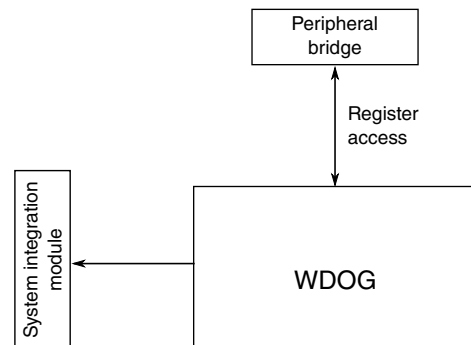 Peripheral
bridge
Register
access
System integration
module
WDOG